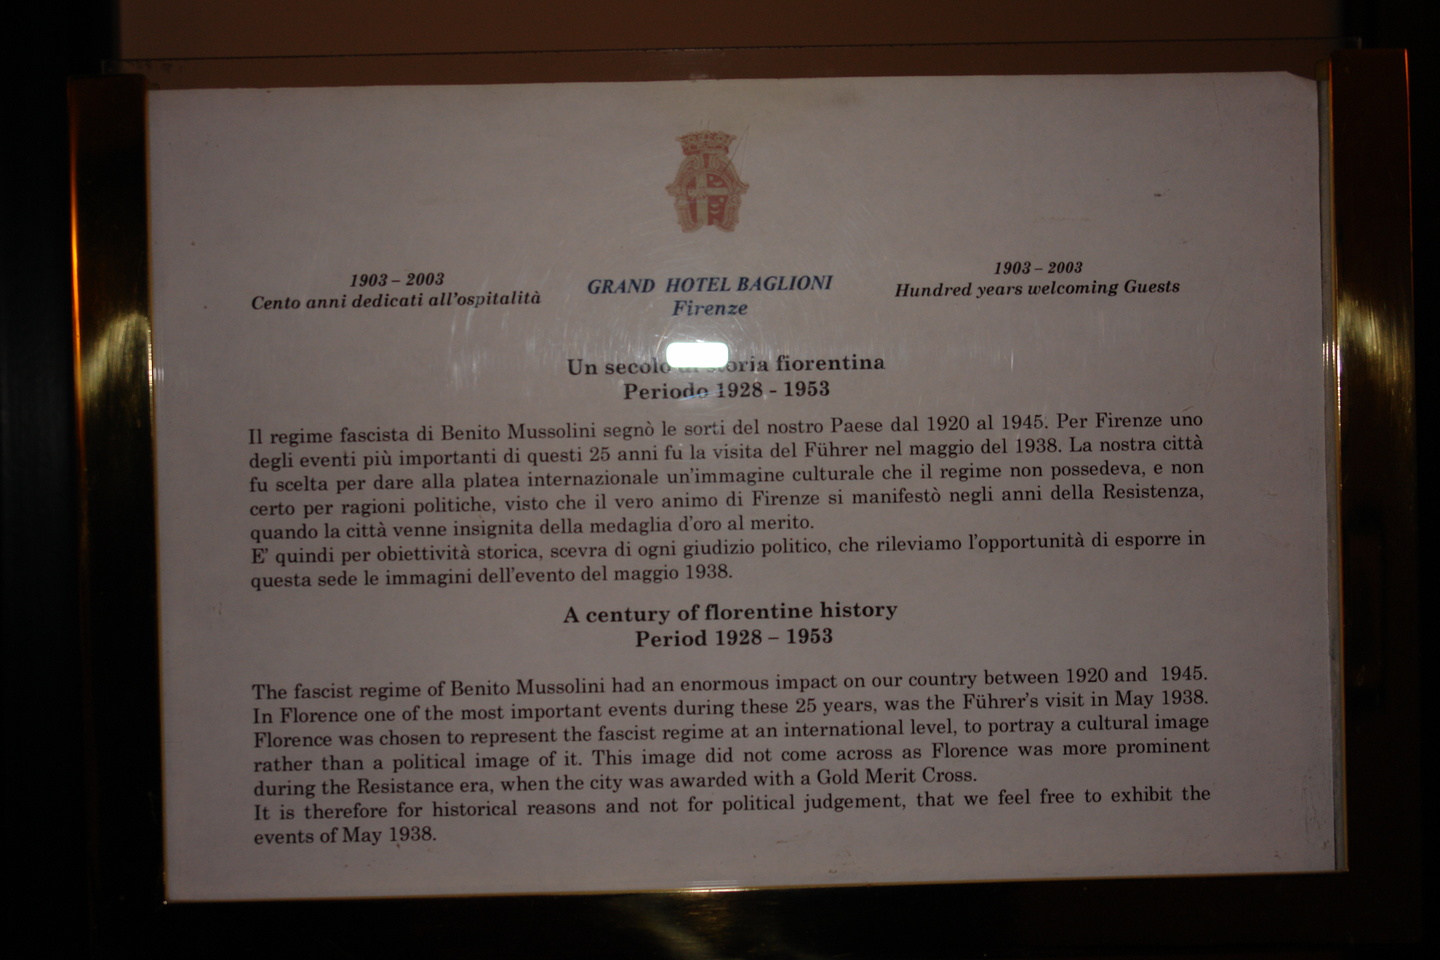 1903 – 2003
Cento anni dedicati all'ospitalità
GRAND HOTEL BAGLIONI
Firenze
1903 – 2003
Hundred years welcoming Guests
Un secolo di storia fiorentina
Periodo 1928 - 1953
Il regime fascista di Benito Mussolini segnò le sorti del nostro Paese dal 1920 al 1945. Per Firenze uno
degli eventi più importanti di questi 25 anni fu la visita del Führer nel maggio del 1938. La nostra città
fu scelta per dare alla platea internazionale un'immagine culturale che il regime non possedeva, e non
certo per ragioni politiche, visto che il vero animo di Firenze si manifestò negli anni della Resistenza,
quando la città venne insignita della medaglia d'oro al merito.
E' quindi per obiettività storica, scevra di ogni giudizio politico, che rileviamo l'opportunità di esporre in
questa sede le immagini dell'evento del maggio 1938.
A century of florentine history
Period 1928 – 1953
The fascist regime of Benito Mussolini had an enormous impact on our country between 1920 and 1945.
In Florence one of the most important events during these 25 years, was the Führer's visit in May 1938.
Florence was chosen to represent the fascist regime at an international level, to portray a cultural image
rather than a political image of it. This image did not come across as Florence was more prominent
during the Resistance era, when the city was awarded with a Gold Merit Cross.
It is therefore for historical reasons and not for political judgement, that we feel free to exhibit the
events of May 1938.